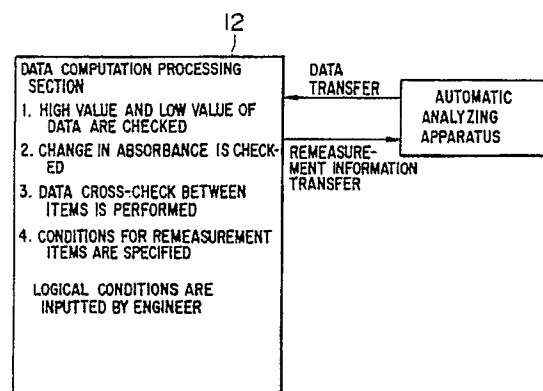 12
DATA COMPUTATION PROCESSING
SECTION
1. HIGH VALUE AND LOW VALUE OF
DATA ARE CHECKED
2. CHANGE IN ABSORBANCE IS CHECK-
ED
3. DATA CROSS-CHECK BETWEEN
ITEMS IS PERFORMED
4. CONDITIONS FOR REMEASUREMENT
ITEMS ARE SPECIFIED
LOGICAL CONDITIONS ARE
INPUTTED BY ENGINEER
DATA
TRANSFER
REMEASURE-
MENT INFORMATION
TRANSFER
AUTOMATIC
ANALYZING
APPARATUS